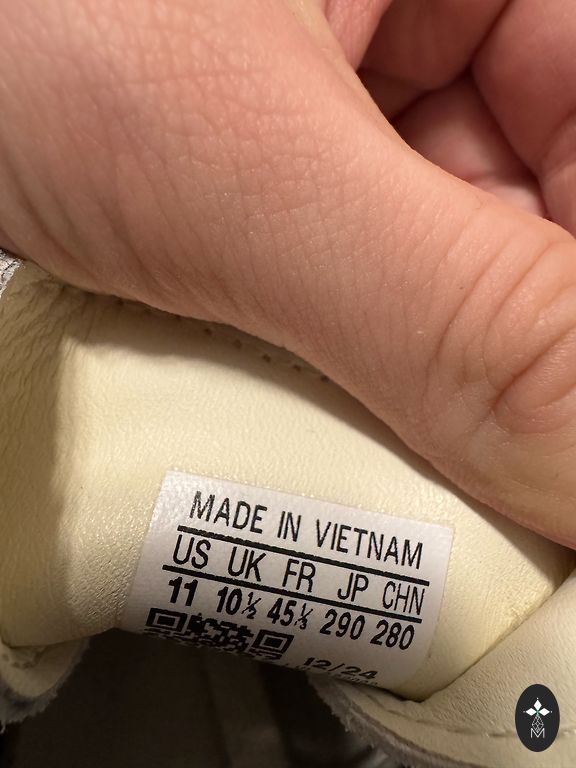 MADE IN VIETNAM
US UK FR JP CHN
11 10½ 45⅓ 290 280
12/24